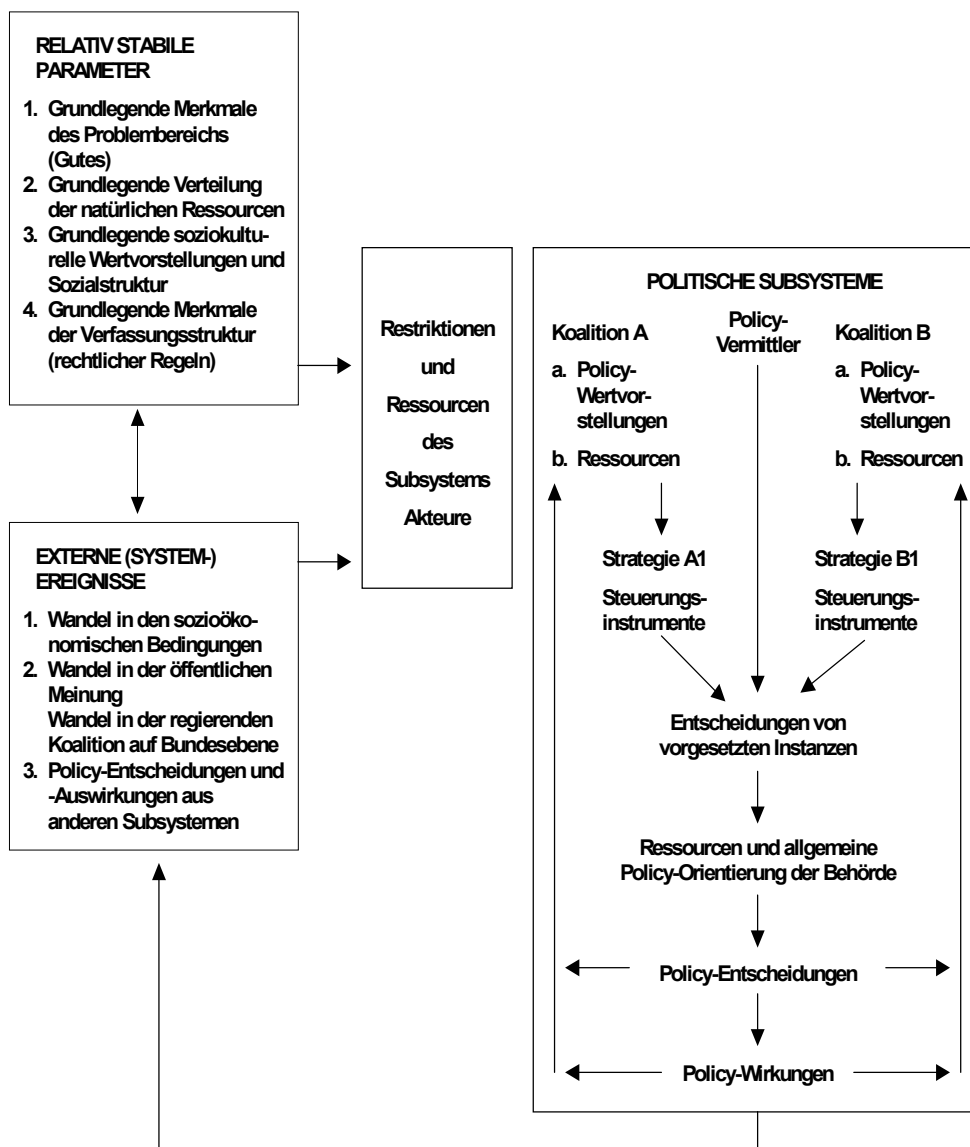 RELATIV STABILE
PARAMETER
1. Grundlegende Merkmale
des Problembereichs
(Gutes)
2. Grundlegende Verteilung
der natürlichen Ressourcen
3. Grundlegende soziokultu-
relle Wertvorstellungen und
Sozialstruktur
4. Grundlegende Merkmale
der Verfassungsstruktur
(rechtlicher Regeln)
EXTERNE (SYSTEM-)
EREIGNISSE
1. Wandel in den sozioöko-
nomischen Bedingungen
2. Wandel in der öffentlichen
Meinung
Wandel in der regierenden
Koalition auf Bundesebene
3. Policy-Entscheidungen und
-Auswirkungen aus
anderen Subsystemen
Restriktionen
und
Ressourcen
des
Subsystems
Akteure
POLITISCHE SUBSYSTEME
Koalition A
a. Policy-
Wertvor-
stellungen
b. Ressourcen
Policy-
Vermittler
Koalition B
a. Policy-
Wertvor-
stellungen
b. Ressourcen
Strategie A1
Steuerungs-
instrumente
Strategie B1
Steuerungs-
instrumente
Entscheidungen von
vorgesetzten Instanzen
Ressourcen und allgemeine
Policy-Orientierung der Behörde
Policy-Entscheidungen
Policy-Wirkungen